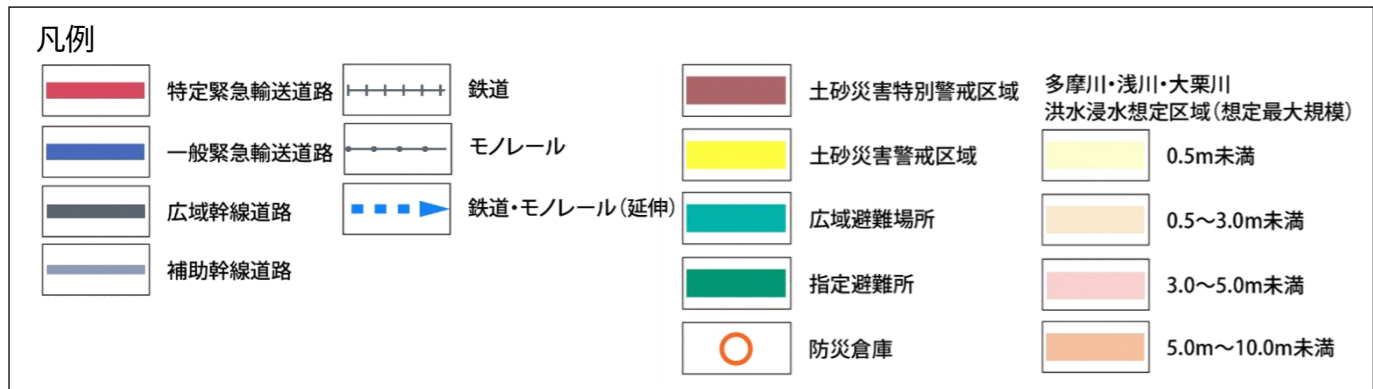 凡例
特定緊急輸送道路
一般緊急輸送道路
広域幹線道路
補助幹線道路
鉄道
モノレール
鉄道・モノレール(延伸)
土砂災害特別警戒区域
土砂災害警戒区域
広域避難場所
指定避難所
防災倉庫
多摩川・浅川・大栗川
洪水浸水想定区域(想定最大規模)
0.5m未満
0.5〜3.0m未満
3.0〜5.0m未満
5.0m〜10.0m未満